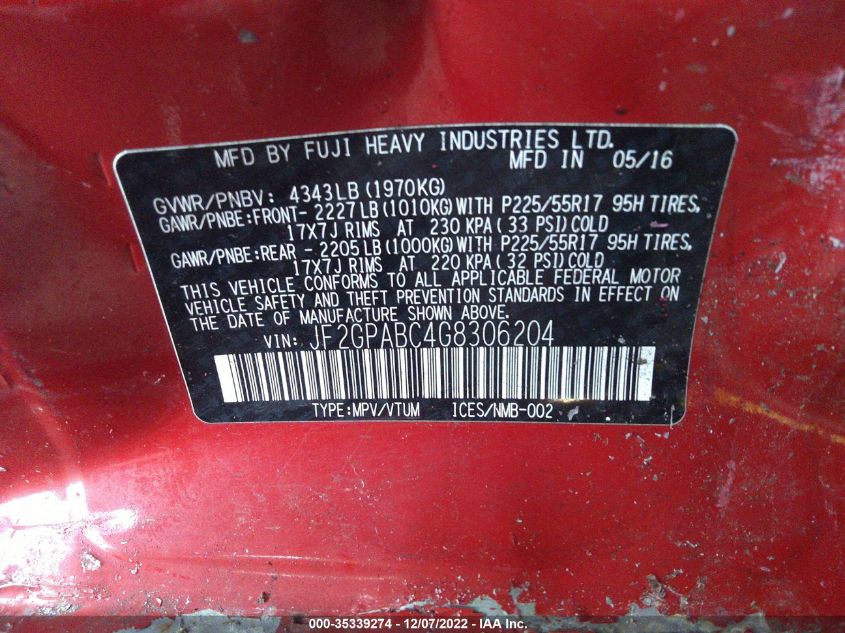 MFD BY FUJI HEAVY INDUSTRIES LTD.
MFD IN 05/16
GVWR/PNBV: 4343LB(1970KG)
GAWR/PNBE:FRONT- 2227LB(1010KG)WITH P225/55R17 95H TIRES,
17X7J RIMS AT 230 KPA(33 PSI)COLD
GAWR/PNBE:REAR - 2205LB(1000KG)WITH P225/55R17 95H TIRES,
17X7J RIMS AT 220 KPA(32 PSI)COLD
THIS VEHICLE CONFORMS TO ALL APPLICABLE FEDERAL MOTOR
VEHICLE SAFETY AND THEFT PREVENTION STANDARDS IN EFFECT ON
THE DATE OF MANUFACTURE SHOWN ABOVE.
VIN: JF2GPABC4G8306204
TYPE:MPV/VTUM ICES/NMB-002
000-35339274 - 12/07/2022 - IAA Inc.